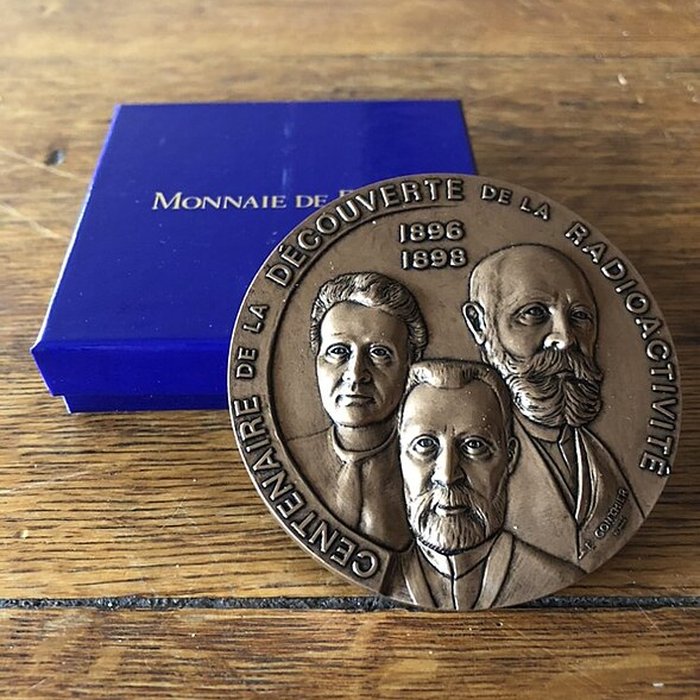 MONNAIE DE
CENTENAIRE DE LA DÉCOUVERTE DE LA RADIOACTIVITÉ
1896
1898